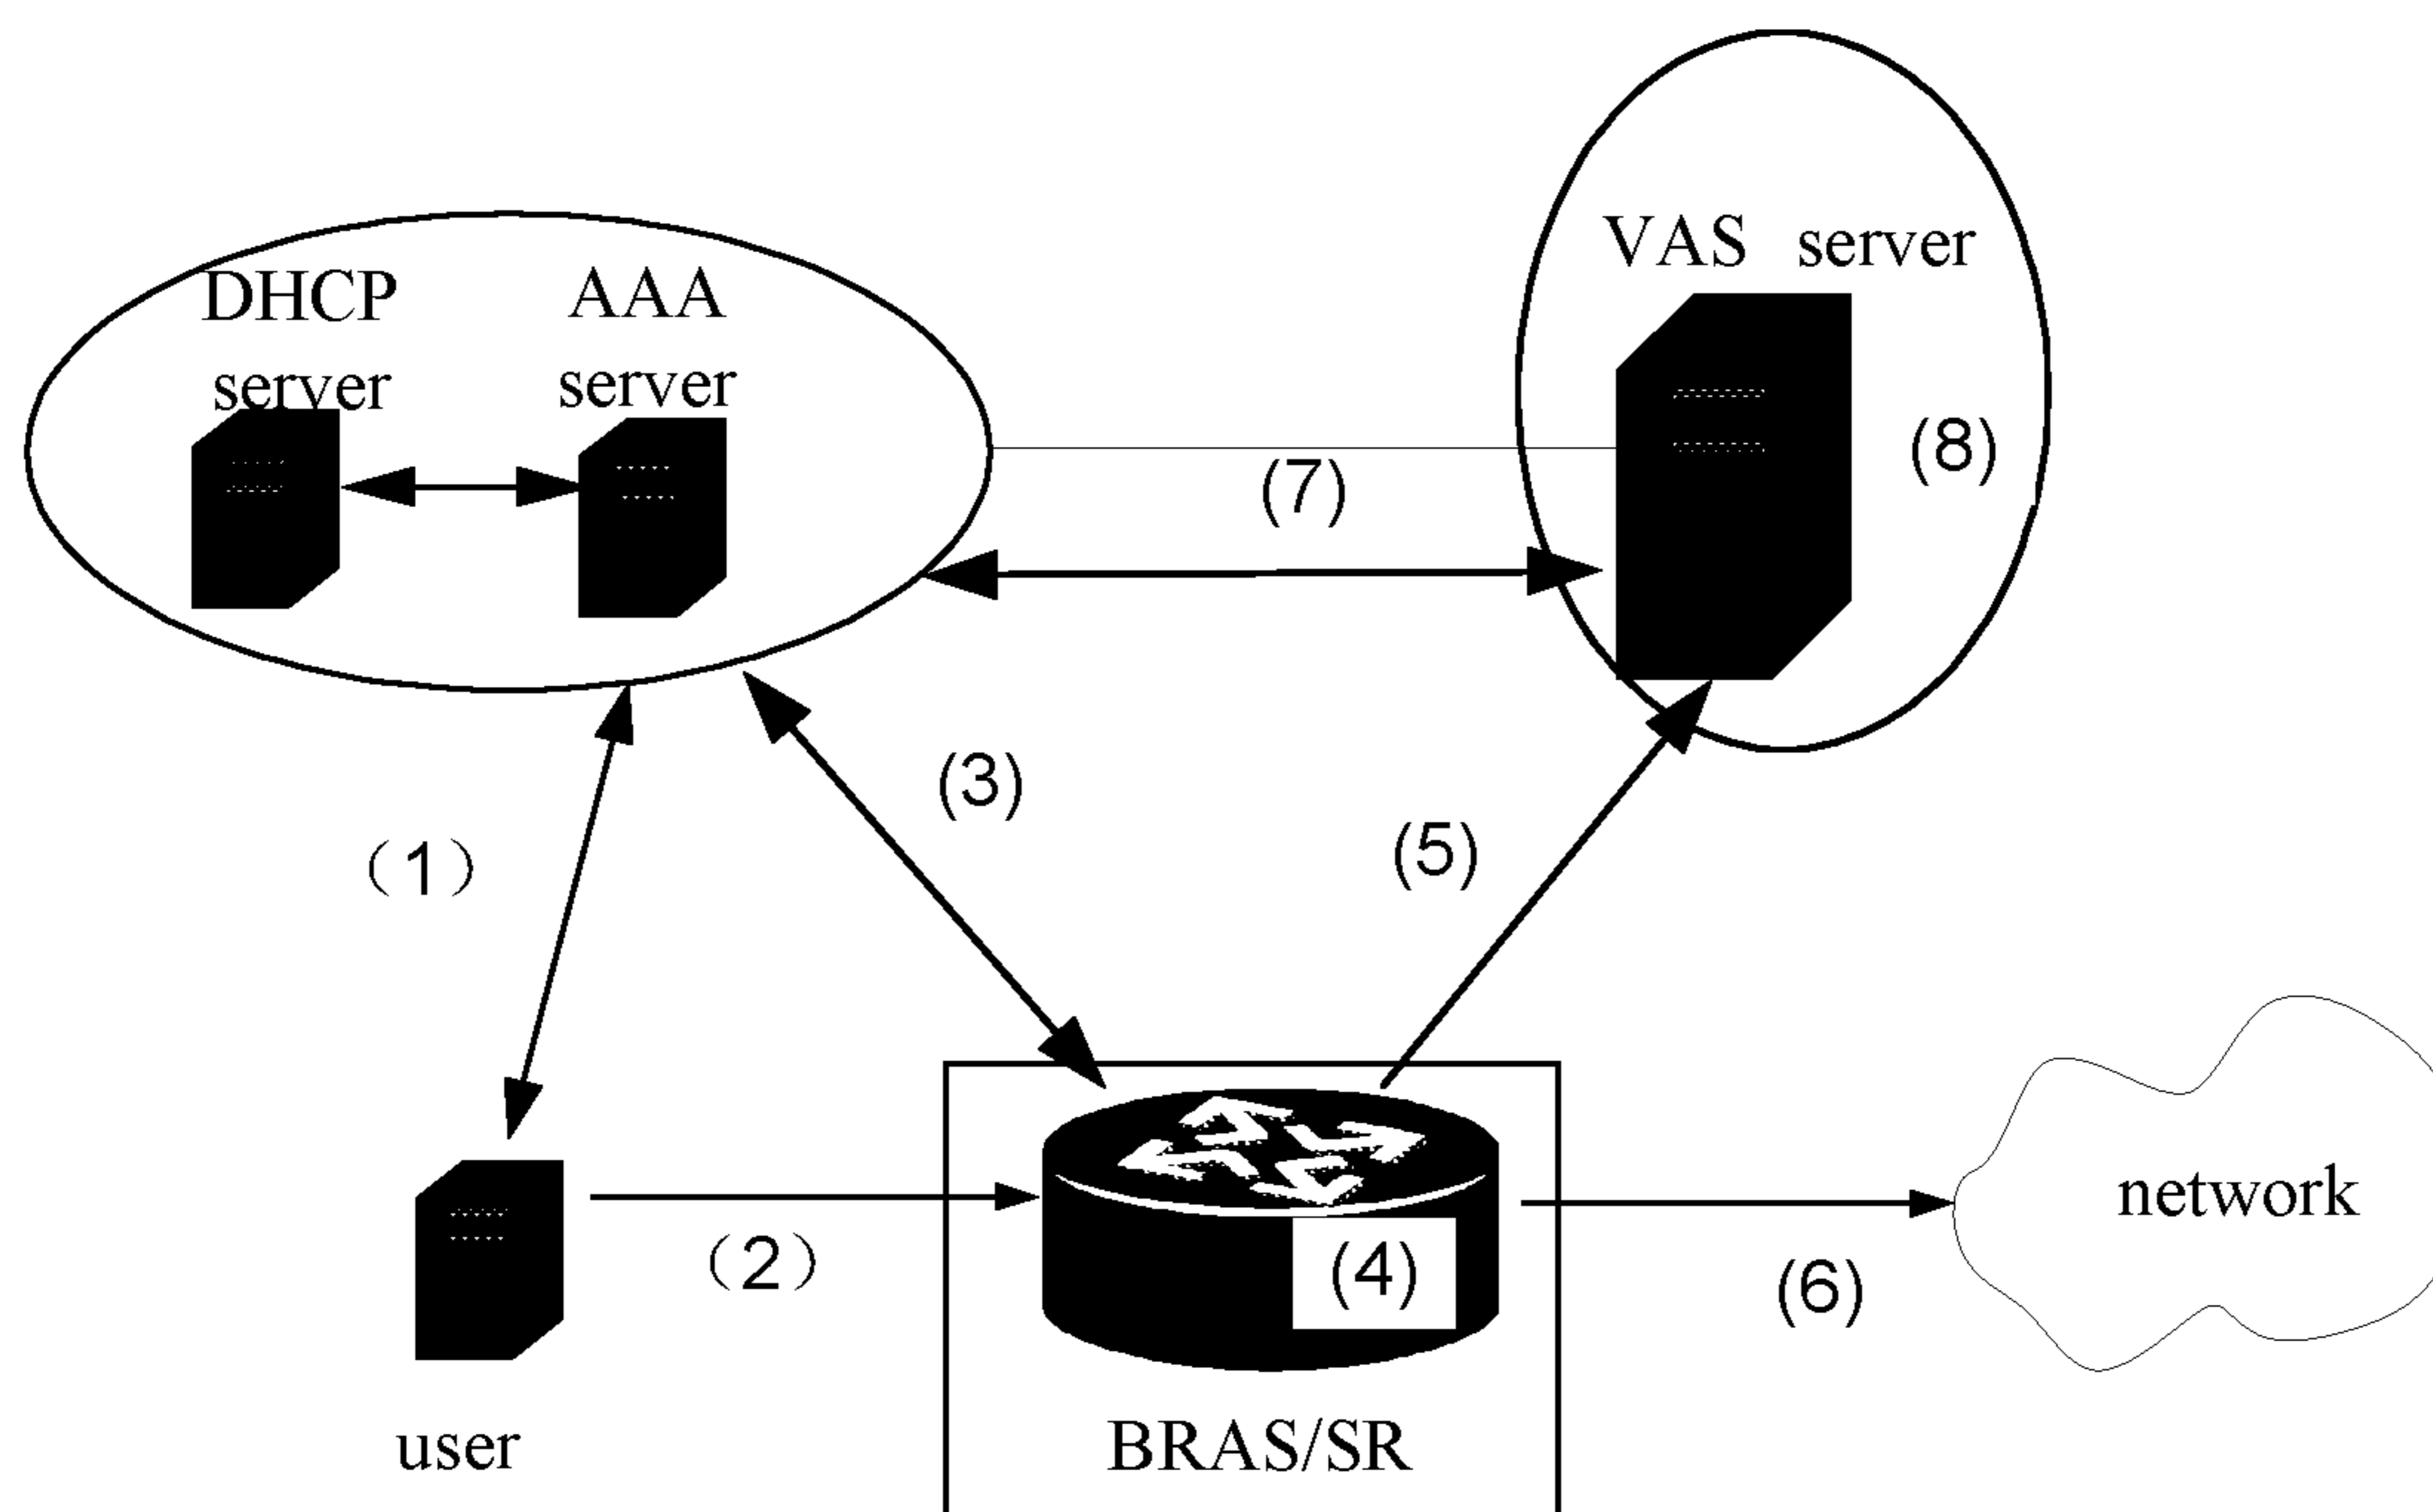 VAS server
DHCP
server
AAA
server
(8)
(7)
(3)
(5)
（1）
（2）
(4)
(6)
network
user
BRAS/SR